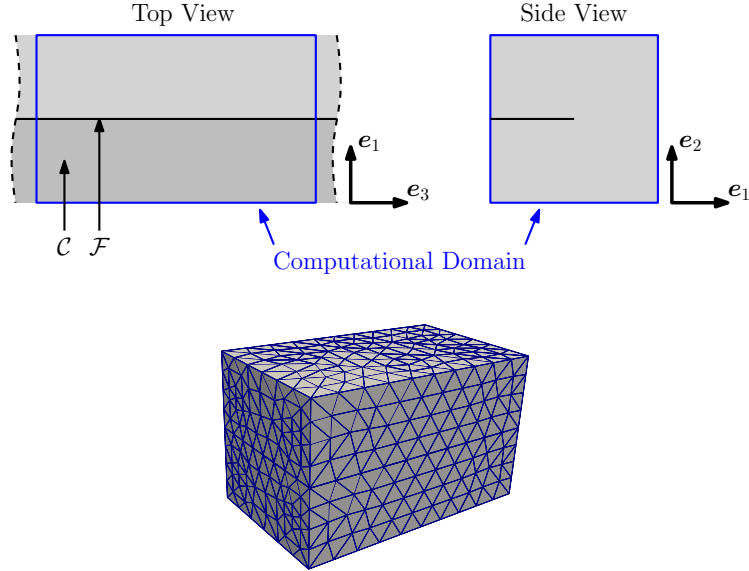 Top View
Side View
e₁
e₂
e₃
e₁
C
F
Computational Domain